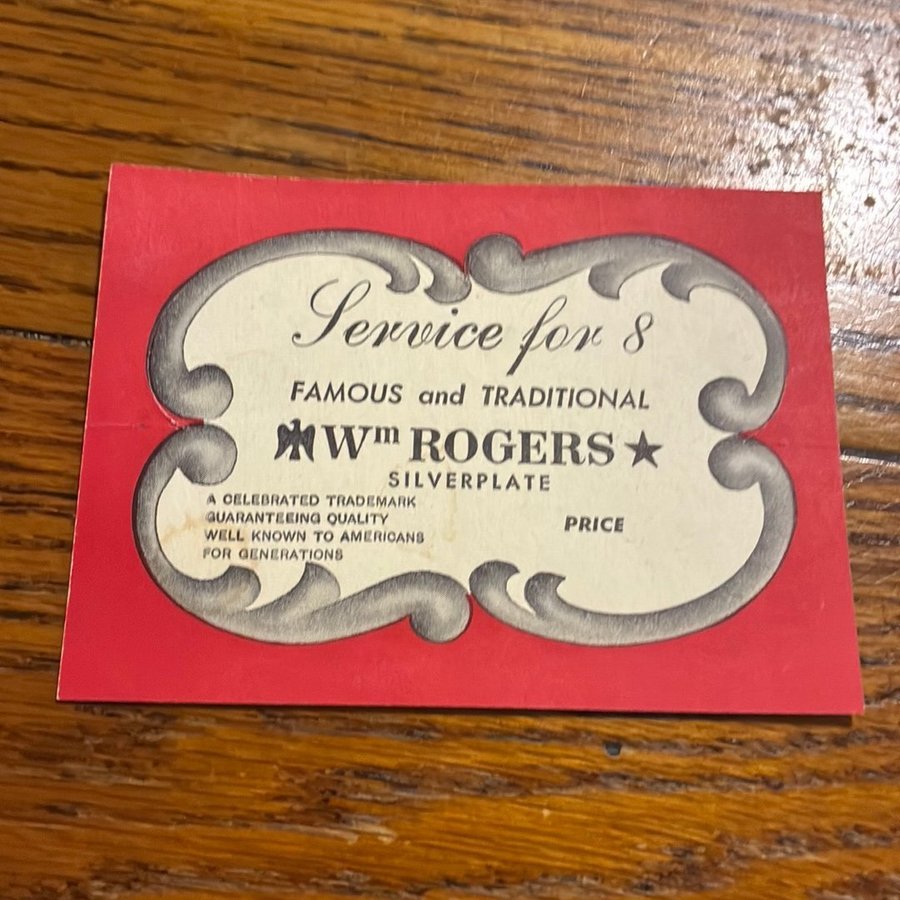 Service for 8
FAMOUS and TRADITIONAL
Wm ROGERS ★
SILVERPLATE
A CELEBRATED TRADEMARK
GUARANTEEING QUALITY
WELL KNOWN TO AMERICANS
FOR GENERATIONS
PRICE